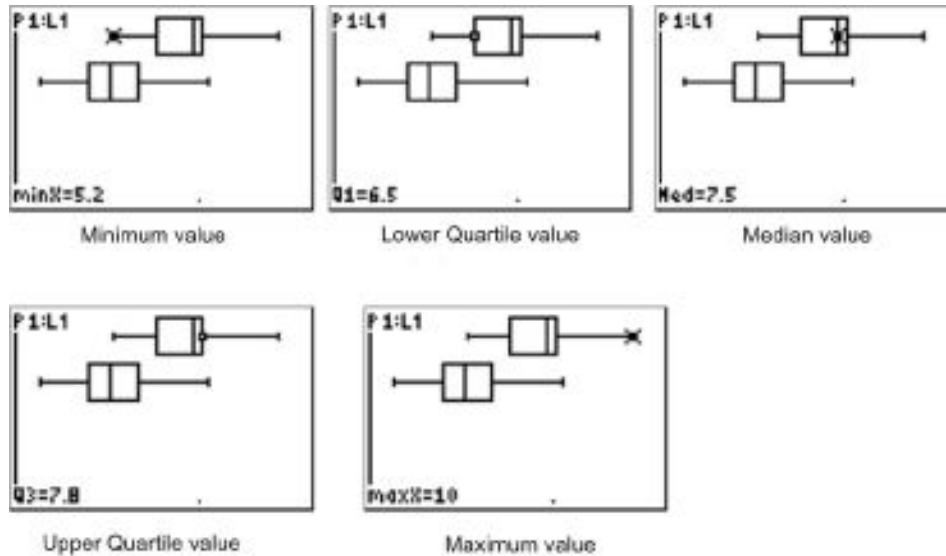 P1:L1
minX=5.2
Minimum value
P1:L1
Q1=6.5
Lower Quartile value
P1:L1
Med=7.5
Median value
P1:L1
Q3=7.8
Upper Quartile value
P1:L1
maxX=10
Maximum value